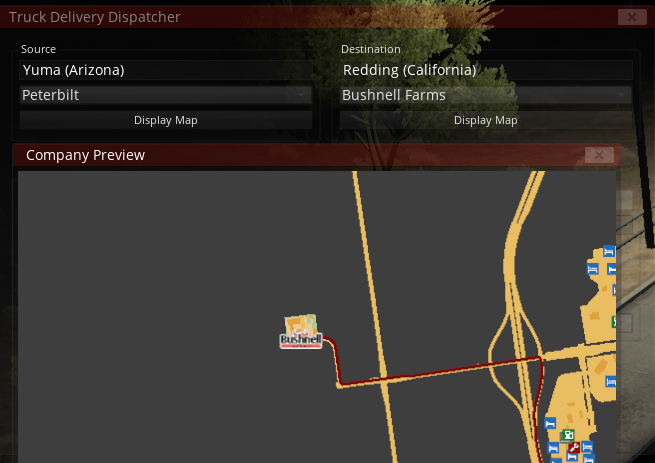 Truck Delivery Dispatcher
Source
Destination
Yuma (Arizona)
Redding (California)
Peterbilt
Bushnell Farms
Display Map
Display Map
Company Preview
Bushnell